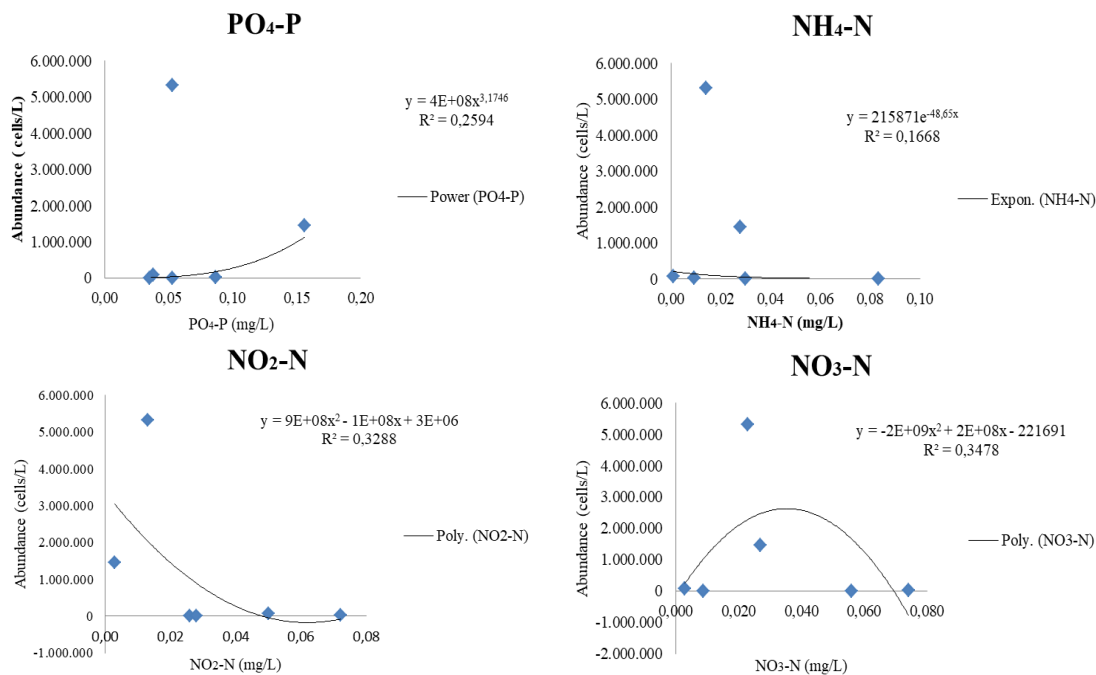 PO₄-P
6.000.000
5.000.000
4.000.000
3.000.000
2.000.000
1.000.000
0
Abundance ( cells/L)
0,00 0,05 0,10 0,15 0,20
PO₄-P (mg/L)
y = 4E+08x³,¹⁷⁴⁶
R² = 0,2594
Power (PO4-P)
NH₄-N
6.000.000
5.000.000
4.000.000
3.000.000
2.000.000
1.000.000
0
Abundance (cells/L)
0,00 0,02 0,04 0,06 0,08 0,10
NH₄-N (mg/L)
y = 215871e⁻⁴⁸,⁶⁵ˣ
R² = 0,1668
Expon. (NH4-N)
NO₂-N
6.000.000
5.000.000
4.000.000
3.000.000
2.000.000
1.000.000
0
-1.000.000
Abundance (cells/L)
0,00 0,02 0,04 0,06 0,08
NO₂-N (mg/L)
y = 9E+08x² - 1E+08x + 3E+06
R² = 0,3288
Poly. (NO2-N)
NO₃-N
6.000.000
5.000.000
4.000.000
3.000.000
2.000.000
1.000.000
0
-1.000.000
-2.000.000
Abundance (cells/L)
0,000 0,020 0,040 0,060 0,080
NO₃-N (mg/L)
y = -2E+09x² + 2E+08x - 221691
R² = 0,3478
Poly. (NO3-N)